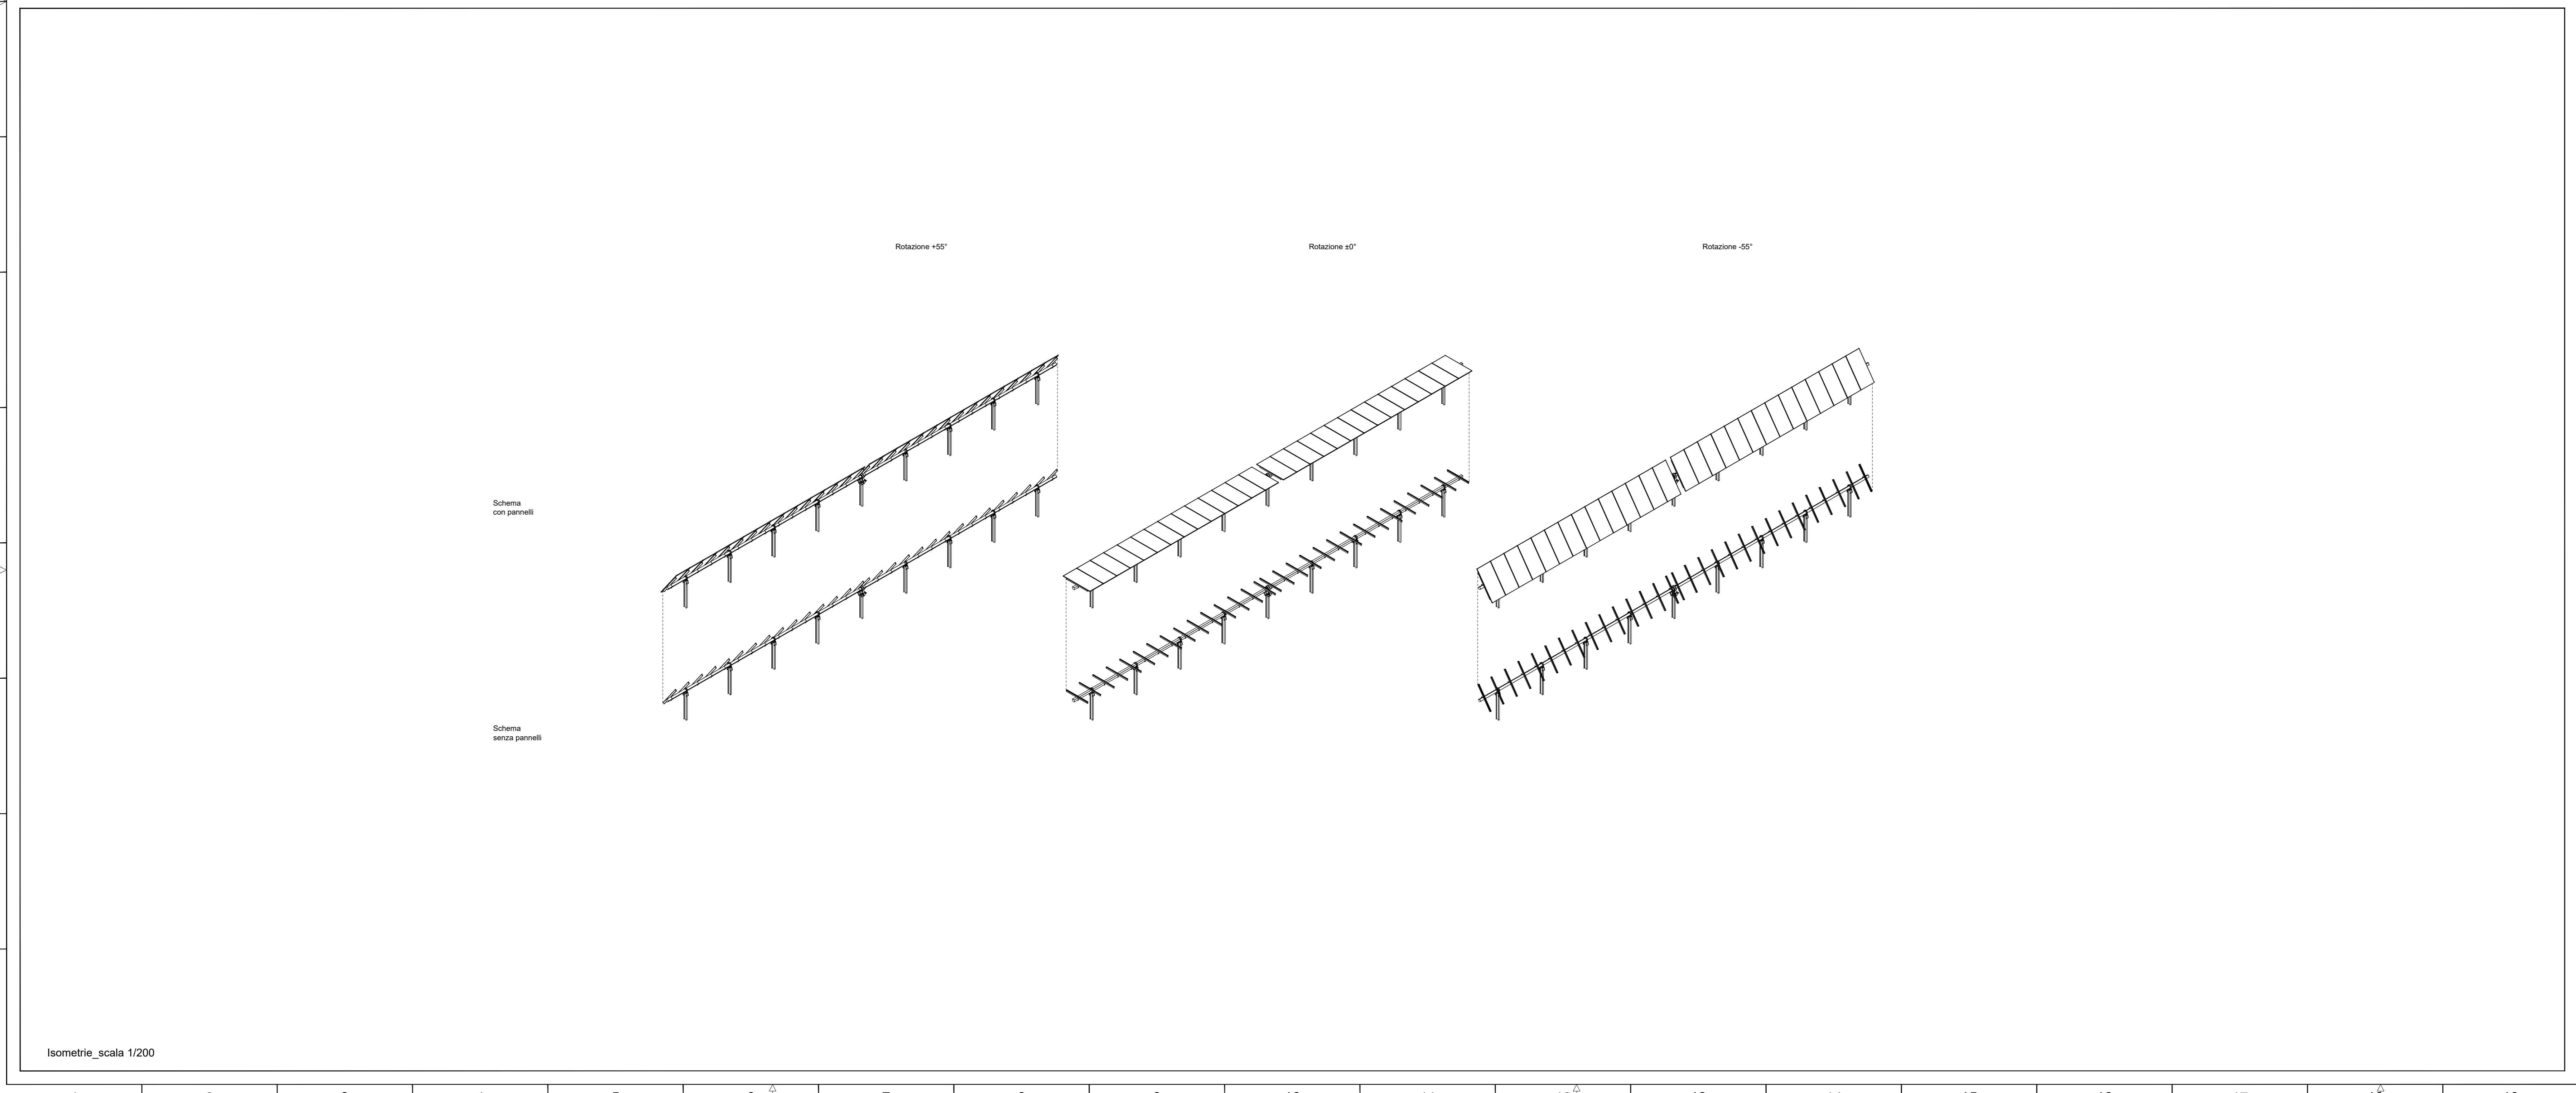 Rotazione +55°
Rotazione ±0°
Rotazione -55°
Schema
con pannelli
Schema
senza pannelli
Isometrie_scala 1/200